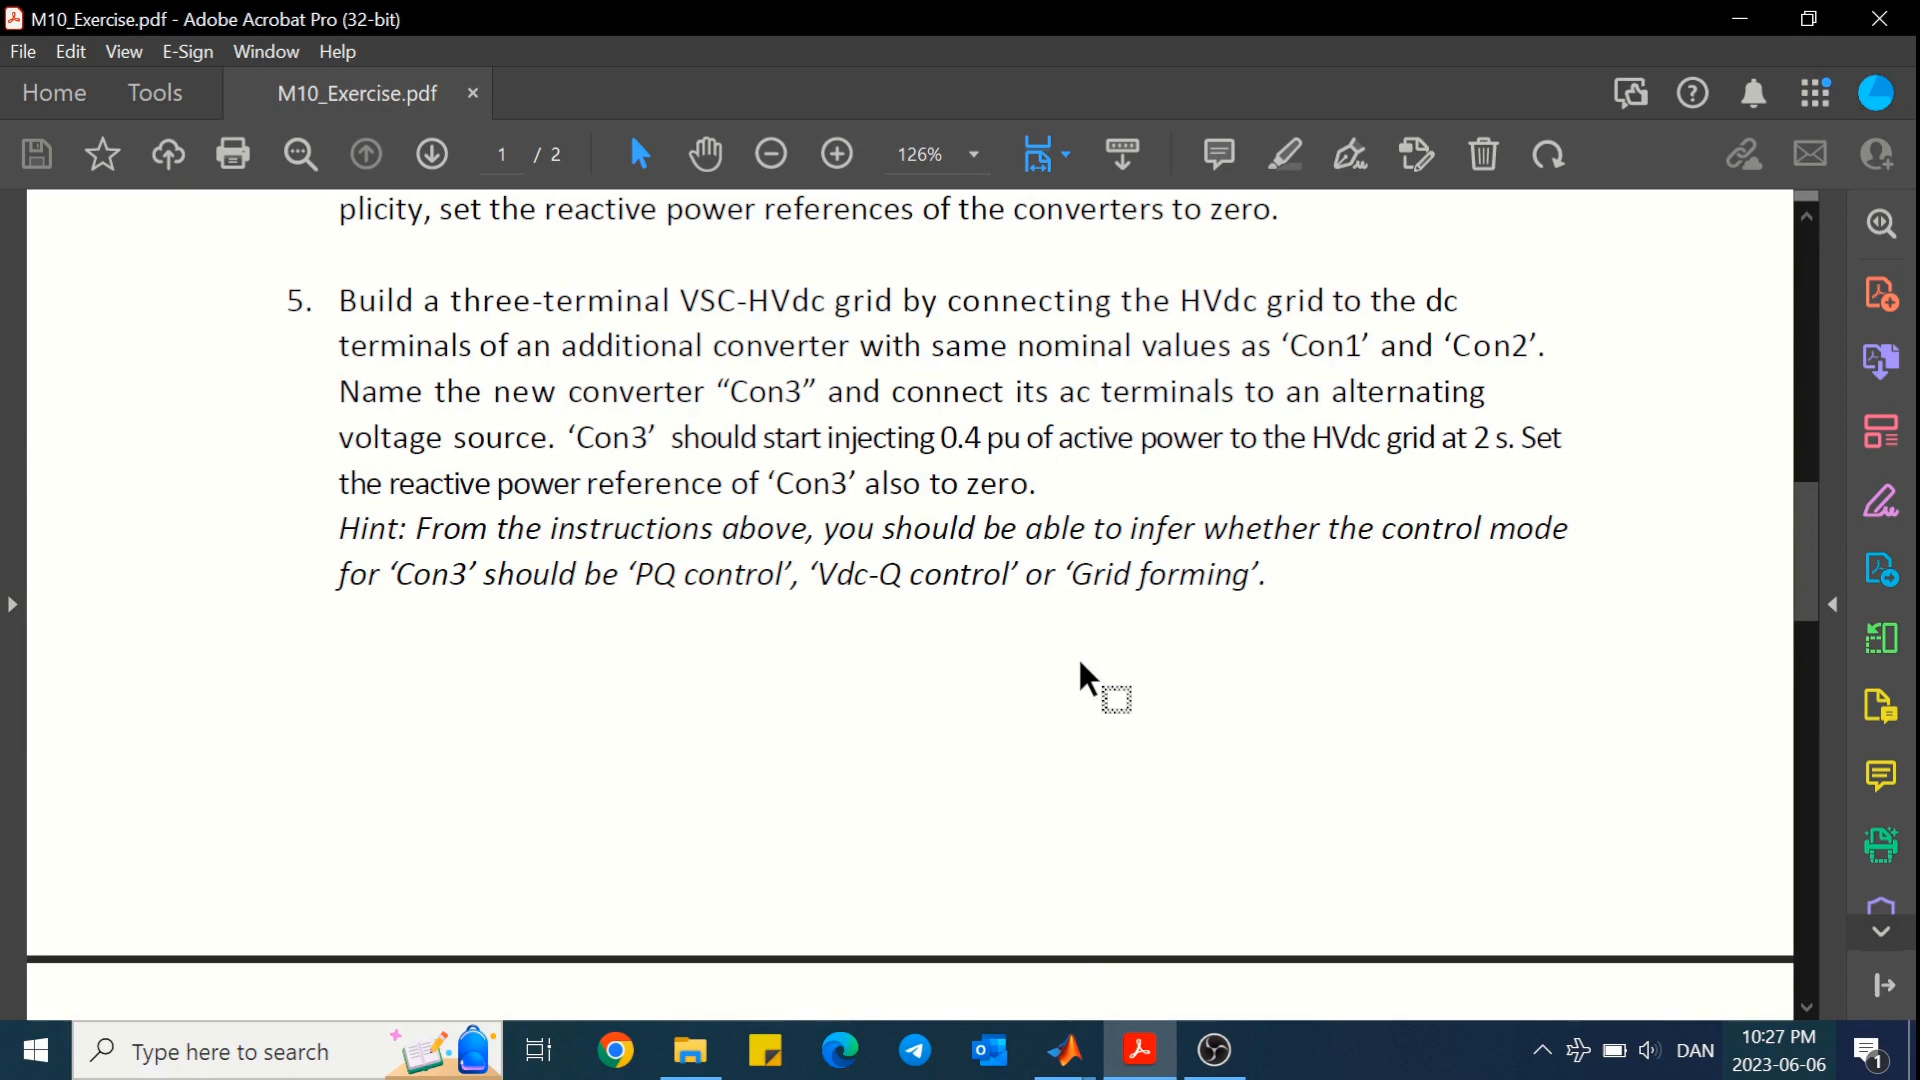 M10_Exercise.pdf - Adobe Acrobat Pro (32-bit)
File Edit View E-Sign Window Help
Home Tools M10_Exercise.pdf ×
1 / 2 126%
plicity, set the reactive power references of the converters to zero.
5. Build a three-terminal VSC-HVdc grid by connecting the HVdc grid to the dc
terminals of an additional converter with same nominal values as ‘Con1’ and ‘Con2’.
Name the new converter “Con3” and connect its ac terminals to an alternating
voltage source. ‘Con3’ should start injecting 0.4 pu of active power to the HVdc grid at 2 s. Set
the reactive power reference of ‘Con3’ also to zero.
Hint: From the instructions above, you should be able to infer whether the control mode
for ‘Con3’ should be ‘PQ control’, ‘Vdc-Q control’ or ‘Grid forming’.
Type here to search
DAN
10:27 PM
2023-06-06
1